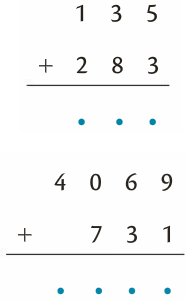 1 3 5
+ 2 8 3
. . .
4 0 6 9
+ 7 3 1
. . . .